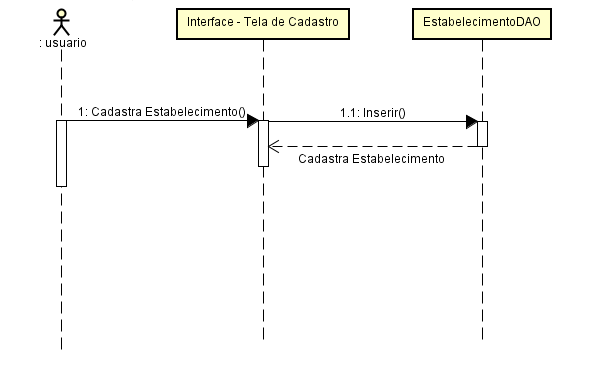 Interface - Tela de Cadastro
EstabelecimentoDAO
: usuario
1: Cadastra Estabelecimento()
1.1: Inserir()
Cadastra Estabelecimento